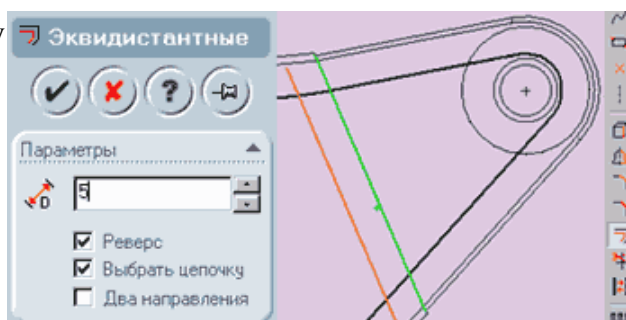 у
Эквидистантные
?
Параметры
D
5
Реверс
Выбрать цепочку
Два направления